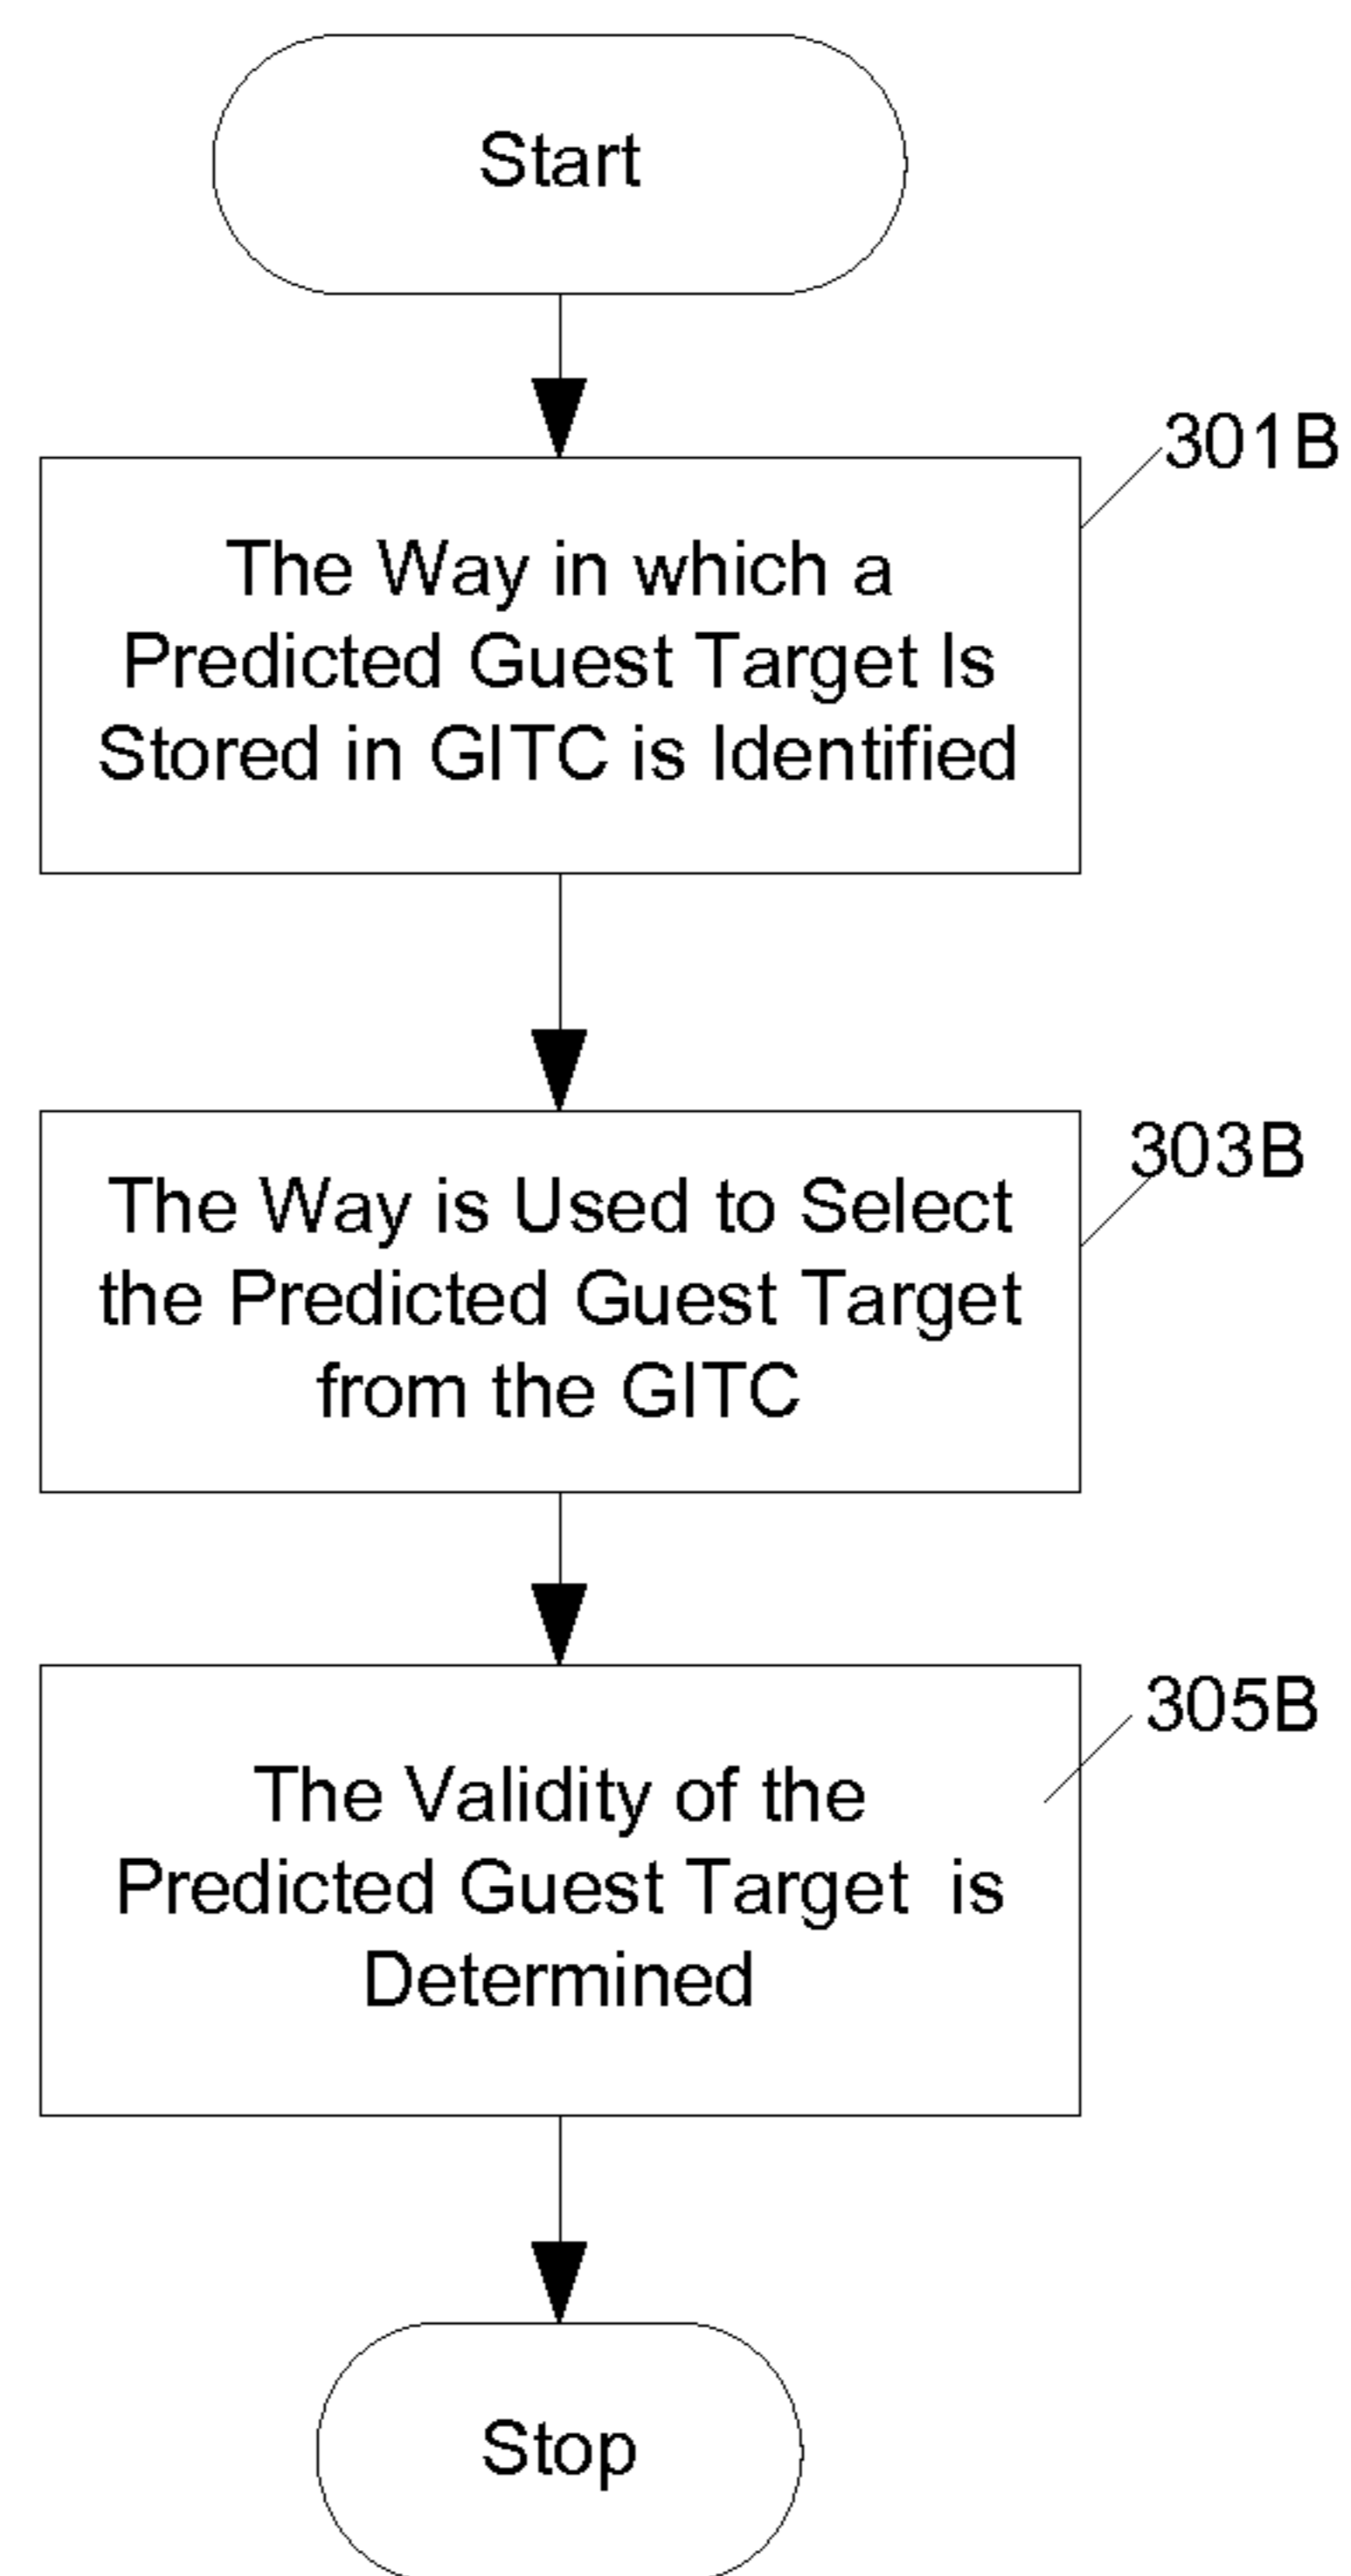 Start
301B
The Way in which a
Predicted Guest Target Is
Stored in GITC is Identified
303B
The Way is Used to Select
the Predicted Guest Target
from the GITC
305B
The Validity of the
Predicted Guest Target is
Determined
Stop